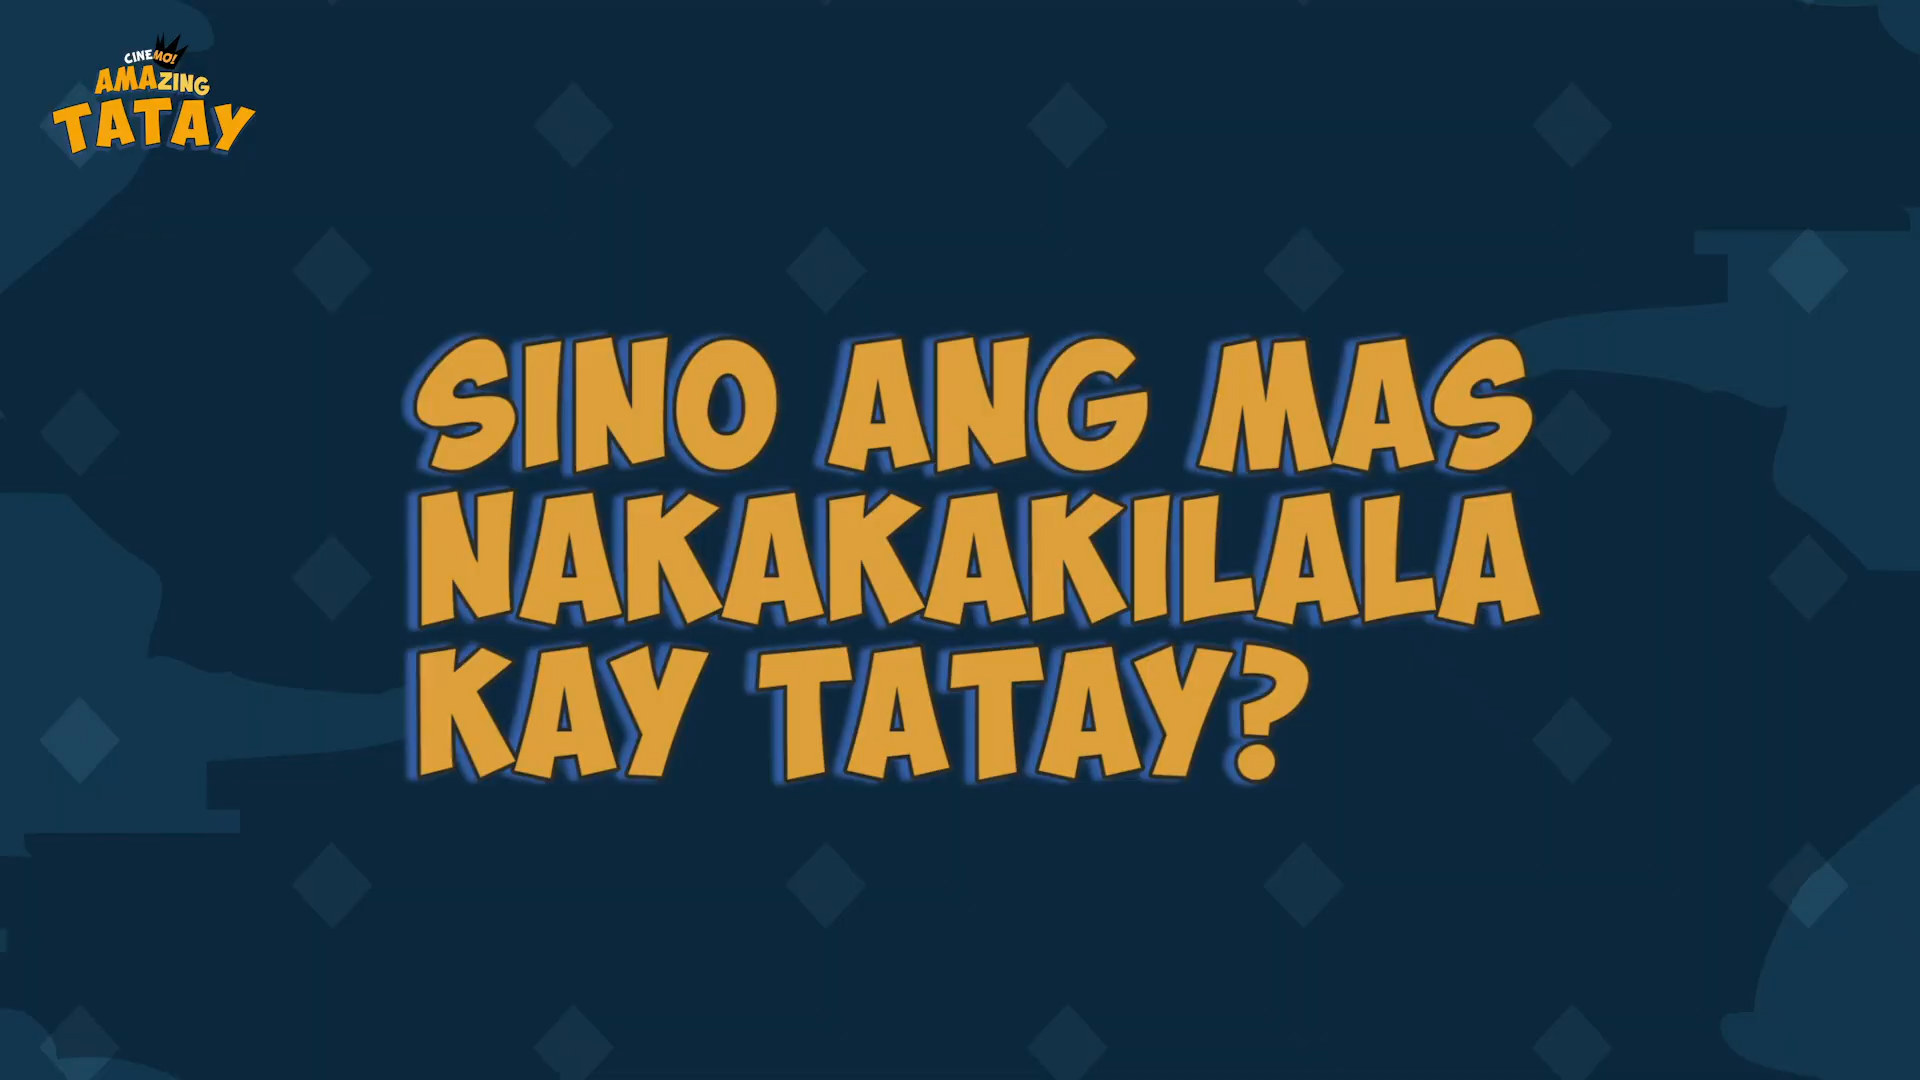 CINEMO!
AMAZING
TATAY
SINO ANG MAS
NAKAKAKILALA
KAY TATAY?